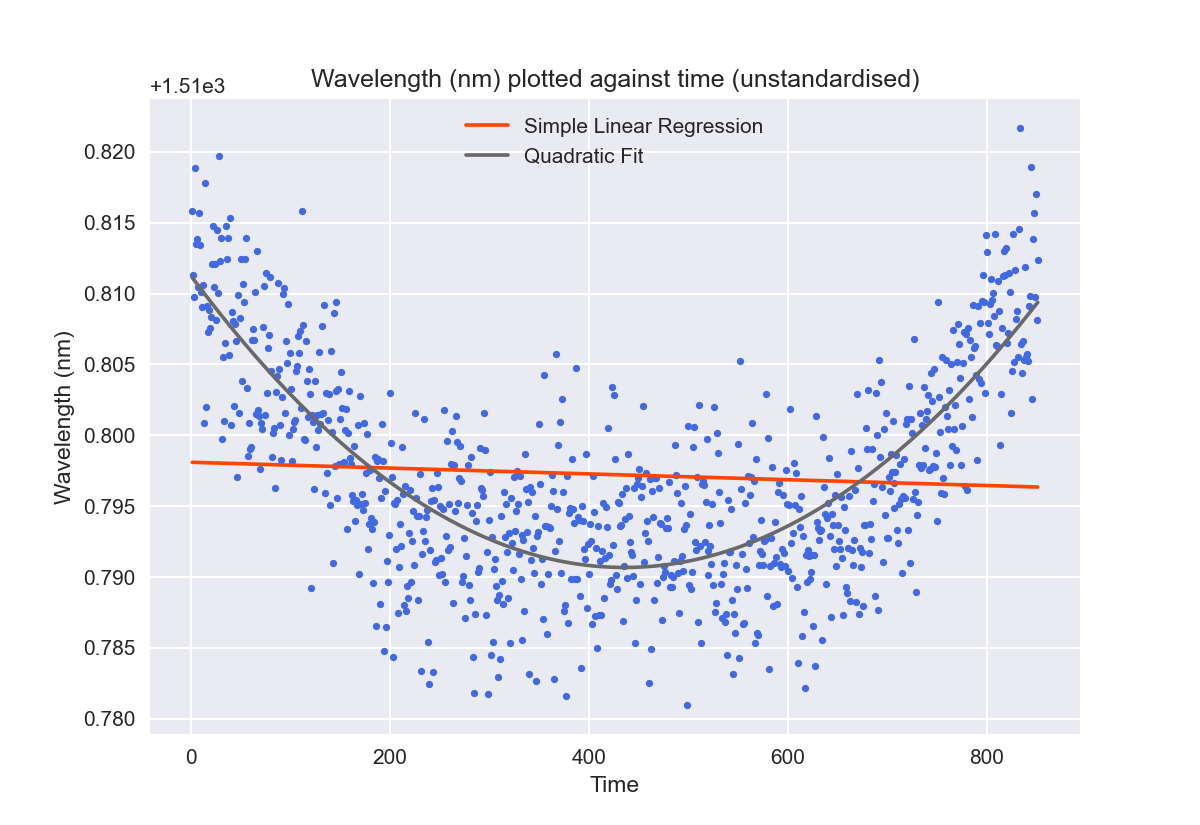 Wavelength (nm) plotted against time (unstandardised)
+1.51e3
Simple Linear Regression
Quadratic Fit
0.820
0.815
0.810
0.805
0.800
0.795
0.790
0.785
0.780
Wavelength (nm)
0
200
400
600
800
Time